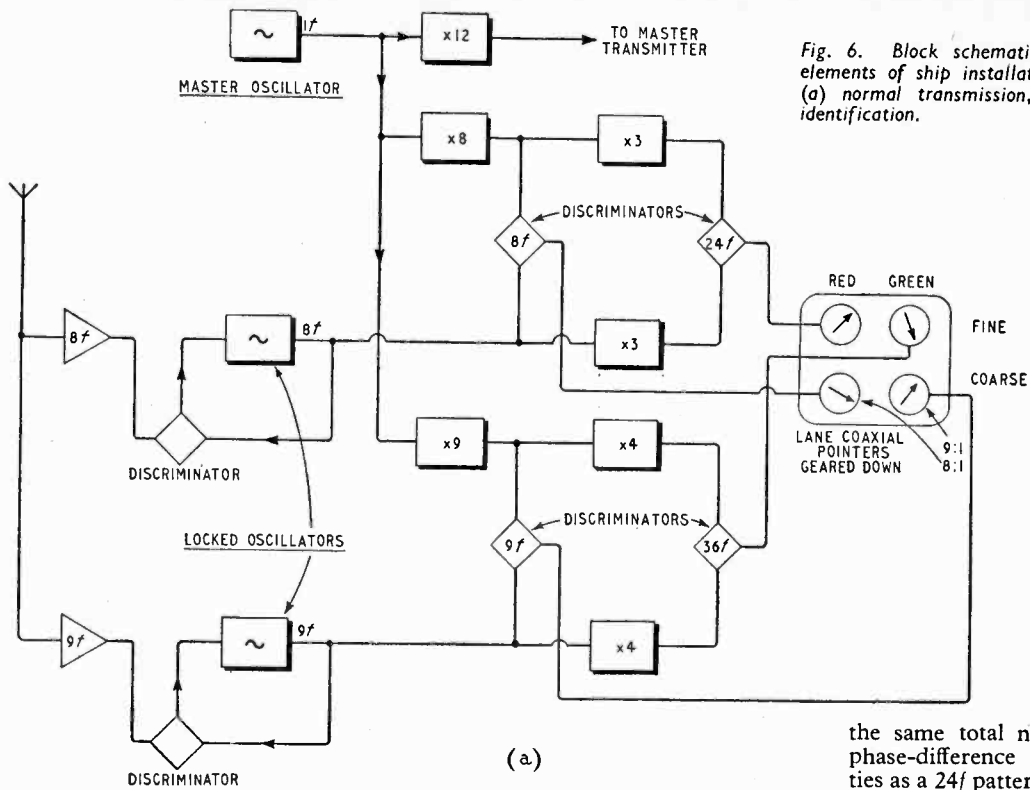 1f
~
x12
TO MASTER
TRANSMITTER
MASTER OSCILLATOR
Fig. 6. Block schemati
elements of ship installat
(a) normal transmission,
identification.
x8
x3
DISCRIMINATORS
8f
24f
RED GREEN
FINE
8f
~
8f
x3
COARSE
DISCRIMINATOR
x9
x4
LANE COAXIAL
POINTERS
GEARED DOWN
9:1
8:1
LOCKED OSCILLATORS
DISCRIMINATORS
9f
36f
9f
~
9f
x4
DISCRIMINATOR
(a)
the same total n
phase-difference
ties as a 24f patter